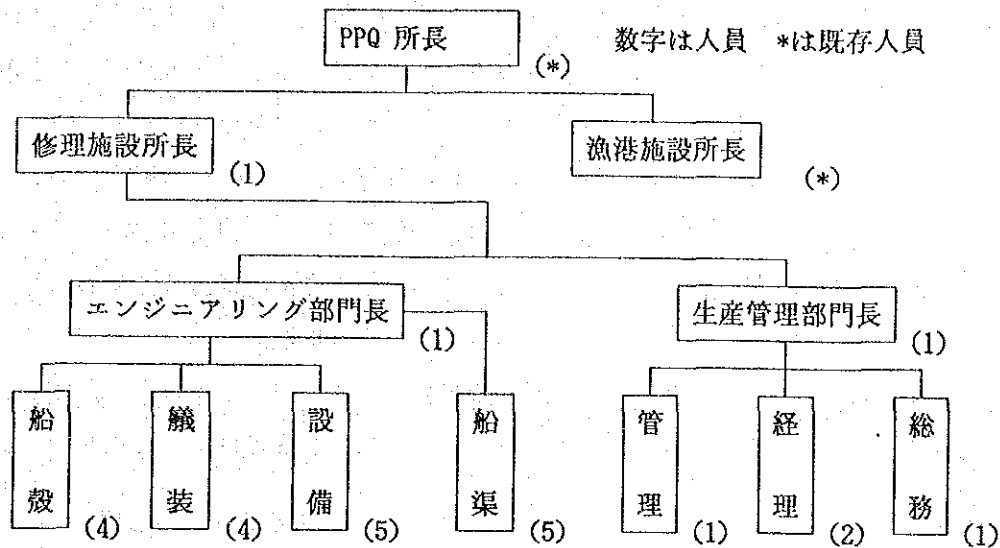 PPQ 所長
(*)
数字は人員 *は既存人員
修理施設所長
(1)
漁港施設所長
(*)
エンジニアリング部門長
(1)
生産管理部門長
(1)
船殻
(4)
艤装
(4)
設備
(5)
船渠
(5)
管理
(1)
経理
(2)
総務
(1)